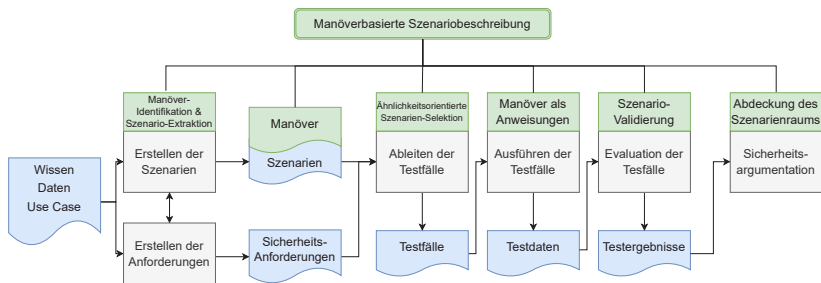 Manöverbasierte Szenariobeschreibung
Manöver-
Identifikation &
Szenario-Extraktion
Erstellen der
Szenarien
Manöver
Szenarien
Ähnlichkeitsorientierte
Szenarien-Selektion
Ableiten der
Testfälle
Manöver als
Anweisungen
Ausführen der
Testfälle
Szenario-
Validierung
Evaluation der
Tesfälle
Abdeckung des
Szenarienraums
Sicherheits-
argumentation
Wissen
Daten
Use Case
Erstellen der
Anforderungen
Sicherheits-
Anforderungen
Testfälle
Testdaten
Testergebnisse